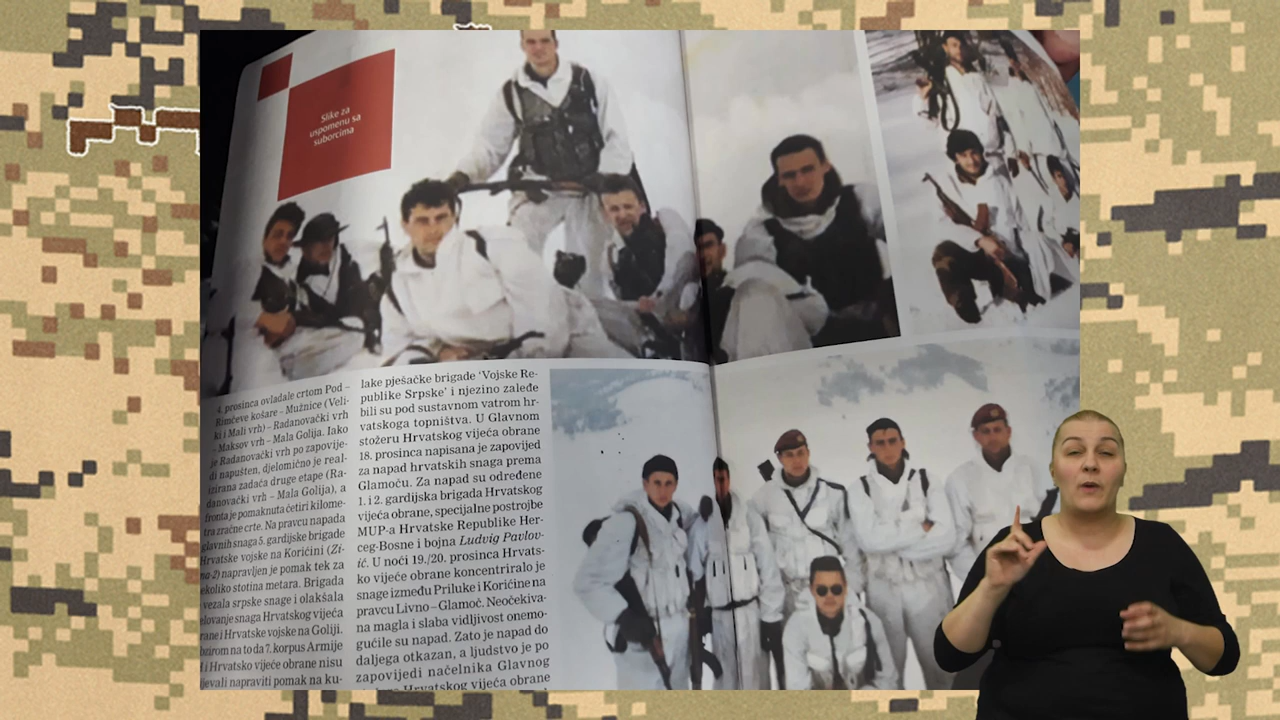 Slike za
uspomenu sa
suborcima
4. prosinca ovladale crtom Pod –
Rimčeve košare – Mužnice (Veli-
ki i Mali vrh) – Radanovački vrh
– Maksov vrh – Mala Golija. Iako
je Radanovački vrh po zapovije-
di napušten, djelomično je real-
izirana zadaća druge etape (Ra-
danovački vrh – Mala Golija), a
fronta je pomaknuta četiri kilome-
tra zračne crte. Na pravcu napada
glavnih snaga 5. gardijske brigade
Hrvatske vojske na Korićini (Zi-
ma-2) napravljen je pomak tek za
nekoliko stotina metara. Brigada
vezala srpske snage i olakšala
elovanje snaga Hrvatskog vijeća
rane i Hrvatske vojske na Goliji.
bzirom na to da 7. korpus Armije
i Hrvatsko vijeće obrane nisu
jevali napraviti pomak na ku-
lake pješačke brigade ‘Vojske Re-
publike Srpske’ i njezino zaleđe
bili su pod sustavnom vatrom hr-
vatskoga topništva. U Glavnom
stožeru Hrvatskog vijeća obrane
18. prosinca napisana je zapovijed
za napad hrvatskih snaga prema
Glamoču. Za napad su određene
1. i 2. gardijska brigada Hrvatskog
vijeća obrane, specijalne postrojbe
MUP-a Hrvatske Republike Her-
ceg-Bosne i bojna Ludvig Pavlov-
ić. U noći 19./20. prosinca Hrvats-
ko vijeće obrane koncentriralo je
snage između Priluke i Korićine na
pravcu Livno – Glamoč. Neočekiva-
na magla i slaba vidljivost onemo-
gućile su napad. Zato je napad do
daljega otkazan, a ljudstvo je po
zapovijedi načelnika Glavnog
Hrvatskog vijeća obrane